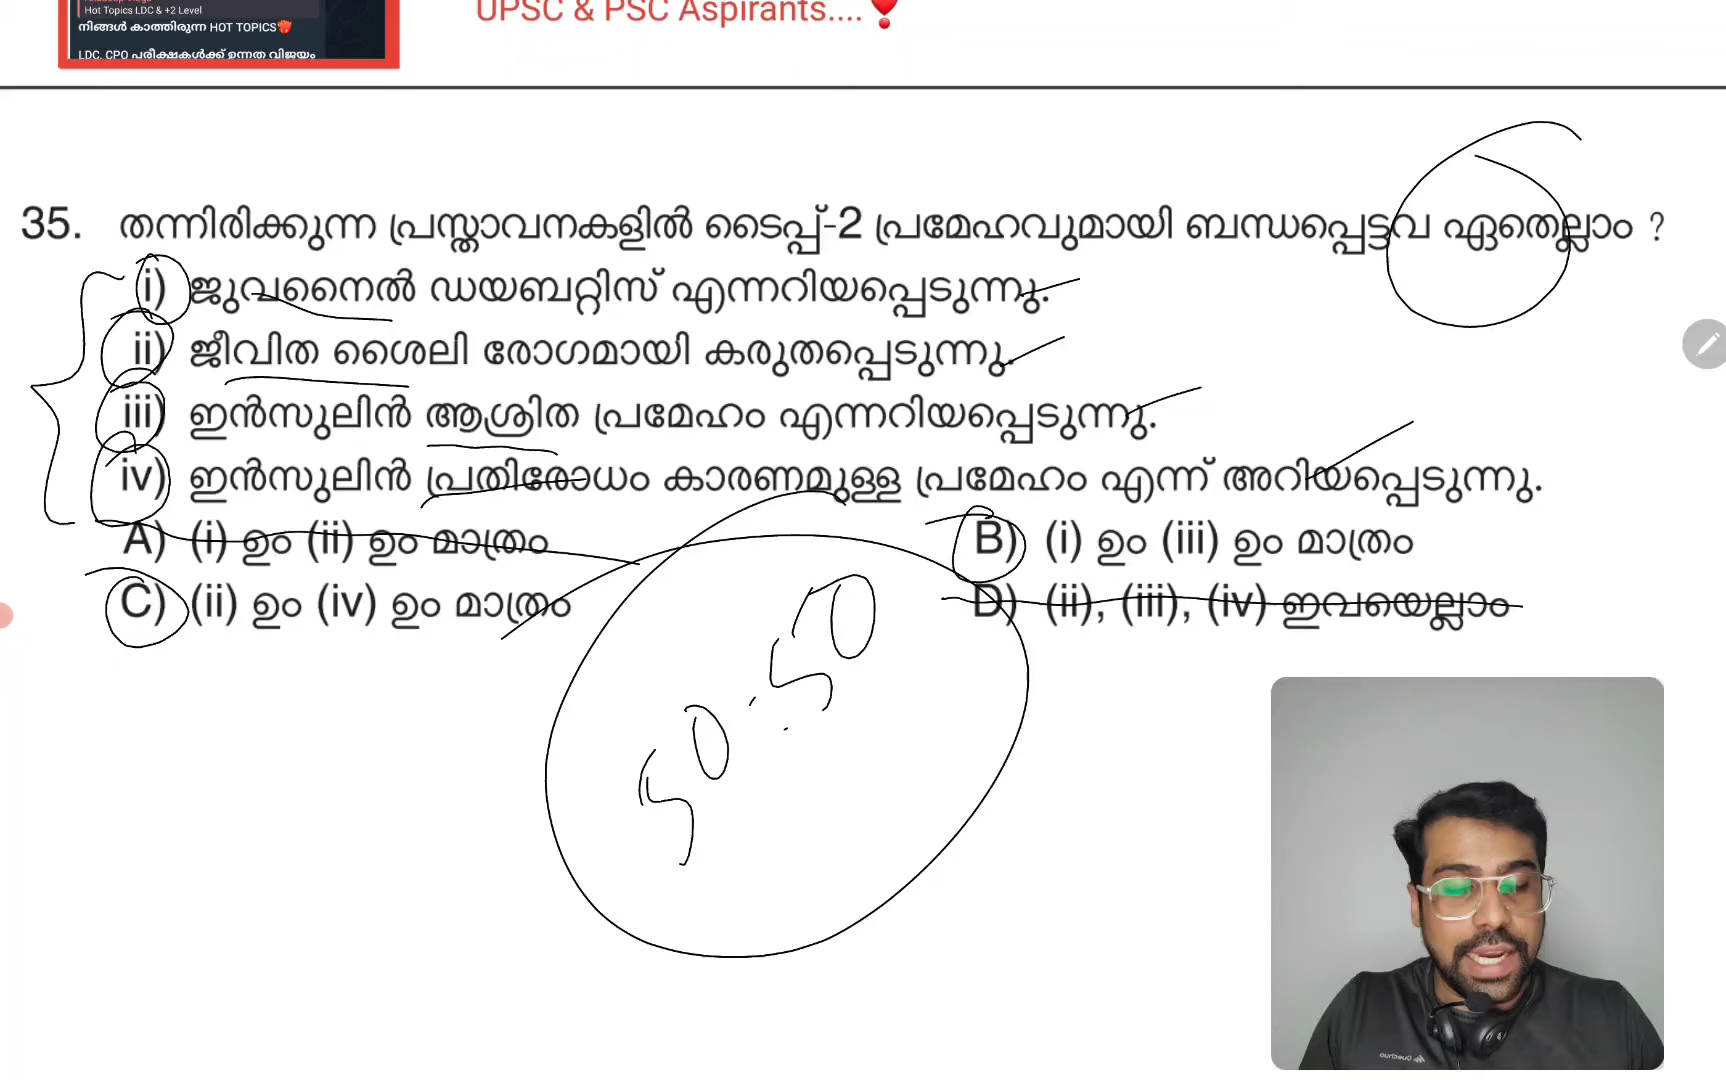 Hot Topics LDC & +2 Level
നിങ്ങൾ കാത്തിരുന്ന HOT TOPICS
LDC, CPO പരീക്ഷകൾക്ക് ഉന്നത വിജയം
UPSC & PSC Aspirants....❣
35. തന്നിരിക്കുന്ന പ്രസ്താവനകളിൽ ടൈപ്പ്-2 പ്രമേഹവുമായി ബന്ധപ്പെട്ടവ ഏതെല്ലാം ?
i) ജുവനൈൽ ഡയബറ്റിസ് എന്നറിയപ്പെടുന്നു.
ii) ജീവിത ശൈലി രോഗമായി കരുതപ്പെടുന്നു.
iii) ഇൻസുലിൻ ആശ്രിത പ്രമേഹം എന്നറിയപ്പെടുന്നു.
iv) ഇൻസുലിൻ പ്രതിരോധം കാരണമുള്ള പ്രമേഹം എന്ന് അറിയപ്പെടുന്നു.
A) (i) ഉം (ii) ഉം മാത്രം B) (i) ഉം (iii) ഉം മാത്രം
C) (ii) ഉം (iv) ഉം മാത്രം D) (ii), (iii), (iv) ഇവയെല്ലാം
50:50